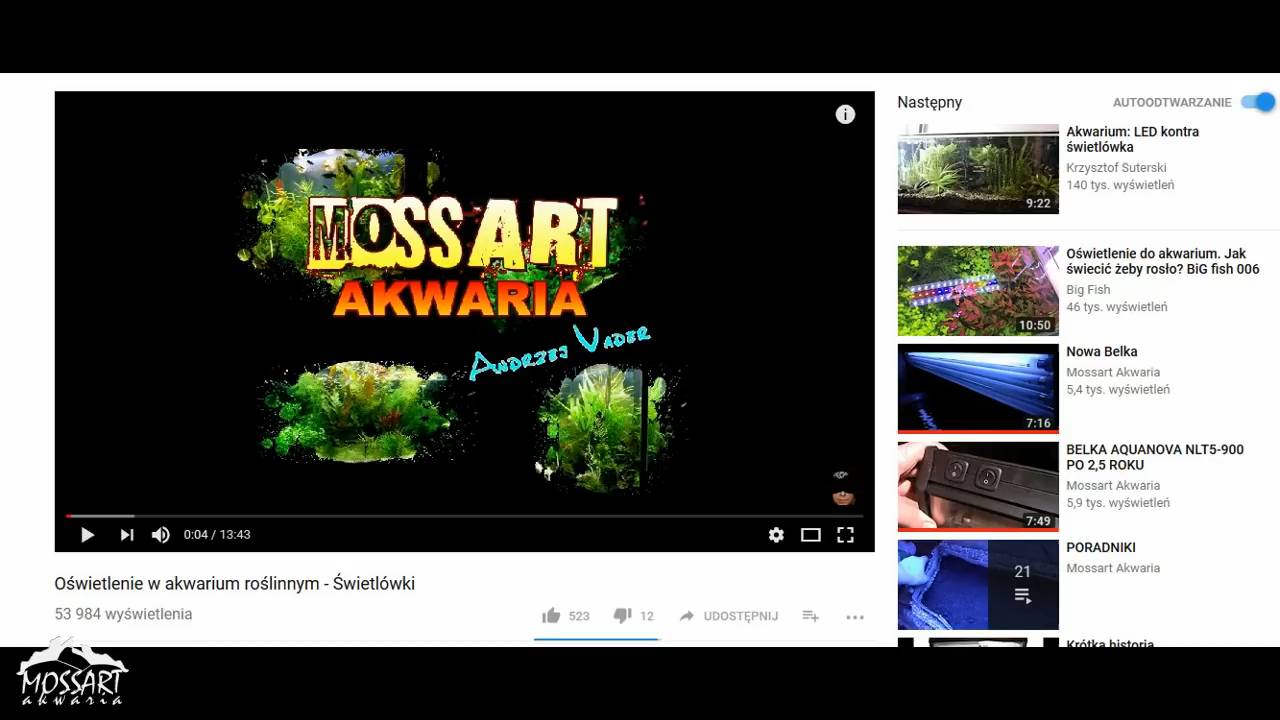 MOSSART
AKWARIA
Andrzej Vader
0:04 / 13:43
Oświetlenie w akwarium roślinnym - Świetlówki
53 984 wyświetlenia
523
12
UDOSTĘPNIJ
Następny
AUTOODTWARZANIE
Akwarium: LED kontra
świetlówka
Krzysztof Suterski
140 tys. wyświetleń
9:22
Oświetlenie do akwarium. Jak
świecić żeby rosło? BiG fish 006
Big Fish
46 tys. wyświetleń
10:50
Nowa Belka
Mossart Akwaria
5,4 tys. wyświetleń
7:16
BELKA AQUANOVA NLT5-900
PO 2,5 ROKU
Mossart Akwaria
5,9 tys. wyświetleń
7:49
PORADNIKI
Mossart Akwaria
21
Krótka historia
MOSSART
akwaria